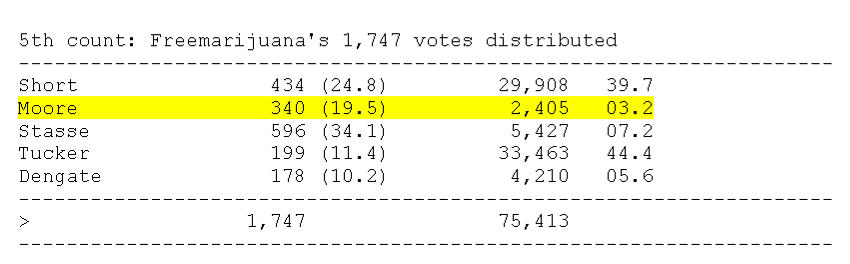 5th count: Freemarijuana's 1,747 votes distributed
--------------------------------------------------------------------
Short 434 (24.8) 29,908 39.7
Moore 340 (19.5) 2,405 03.2
Stasse 596 (34.1) 5,427 07.2
Tucker 199 (11.4) 33,463 44.4
Dengate 178 (10.2) 4,210 05.6
--------------------------------------------------------------------
> 1,747 75,413
--------------------------------------------------------------------